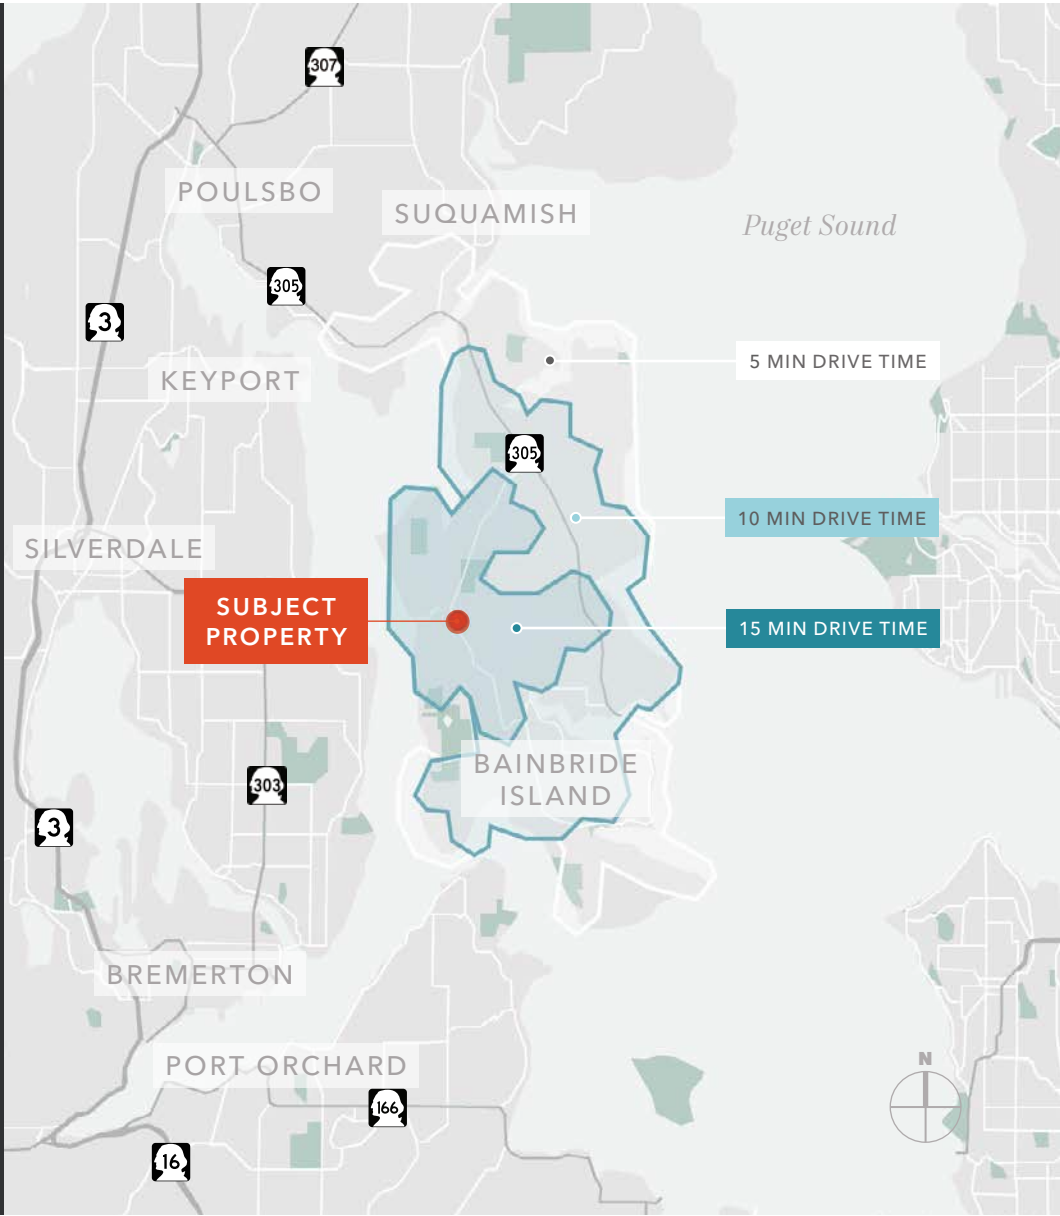 307
POULSBO
SUQUAMISH
Puget Sound
305
3
5 MIN DRIVE TIME
KEYPORT
305
10 MIN DRIVE TIME
SILVERDALE
SUBJECT
PROPERTY
15 MIN DRIVE TIME
BAINBRIDE
ISLAND
303
3
BREMERTON
PORT ORCHARD
N
166
16